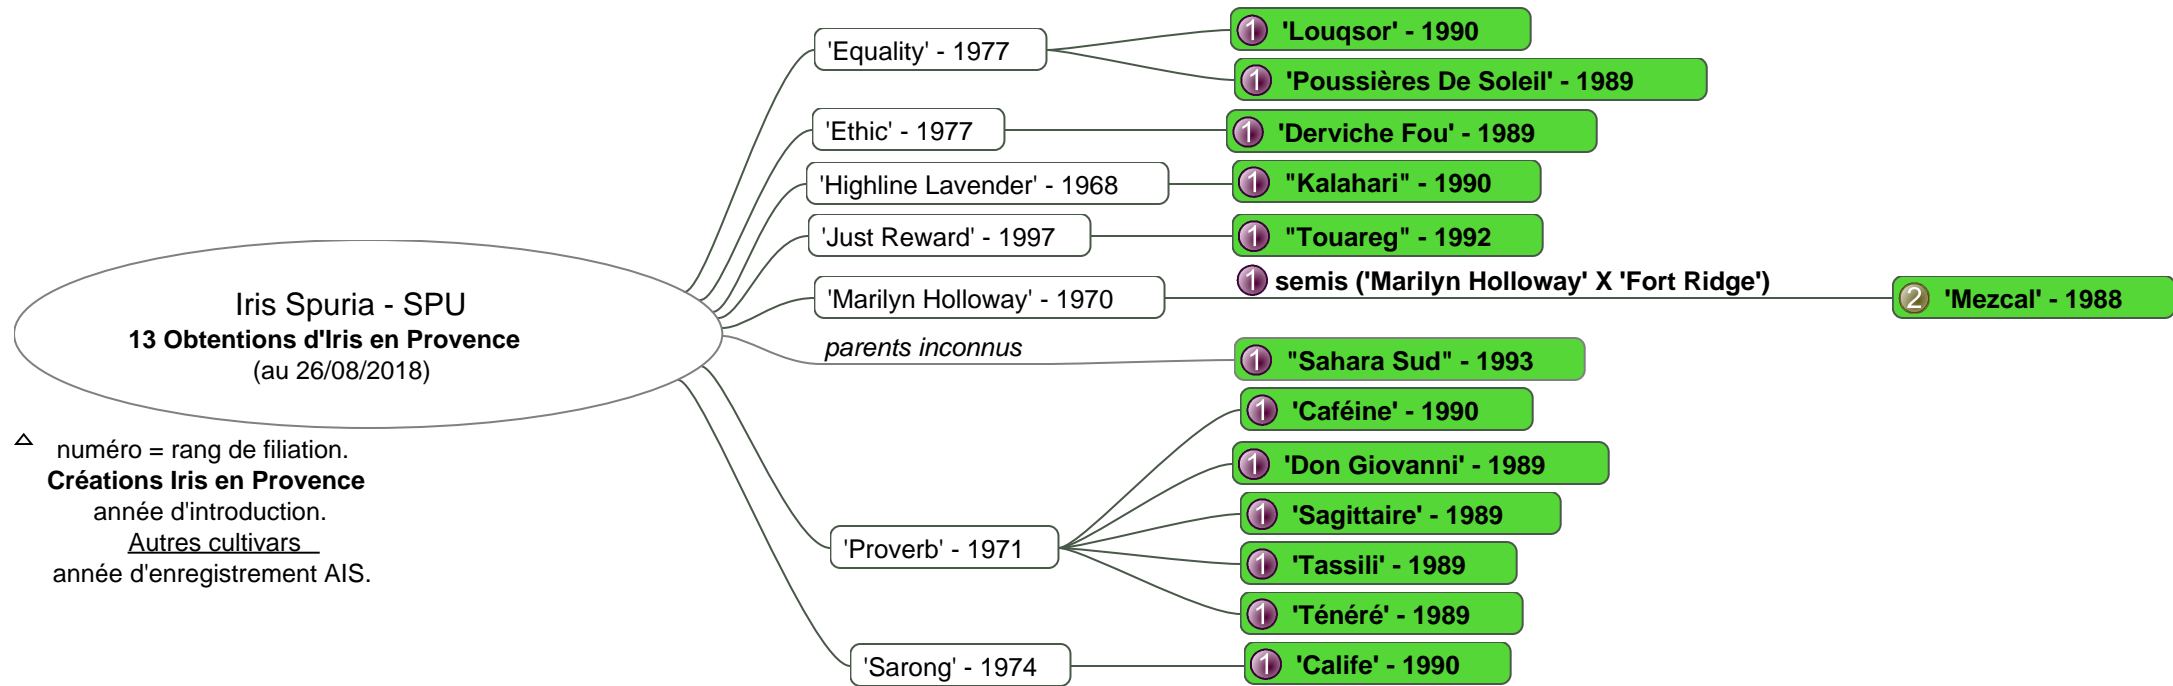 Iris Spuria - SPU
13 Obtentions d'Iris en Provence
(au 26/08/2018)
numéro = rang de filiation.
Créations Iris en Provence
année d'introduction.
Autres cultivars
année d'enregistrement AIS.
'Equality' - 1977
1 'Louqsor' - 1990
1 'Poussières De Soleil' - 1989
'Ethic' - 1977
1 'Derviche Fou' - 1989
'Highline Lavender' - 1968
1 "Kalahari" - 1990
'Just Reward' - 1997
1 "Touareg" - 1992
'Marilyn Holloway' - 1970
1 semis ('Marilyn Holloway' X 'Fort Ridge')
2 'Mezcal' - 1988
parents inconnus
1 "Sahara Sud" - 1993
'Proverb' - 1971
1 'Caféine' - 1990
1 'Don Giovanni' - 1989
1 'Sagittaire' - 1989
1 'Tassili' - 1989
1 'Ténéré' - 1989
'Sarong' - 1974
1 'Calife' - 1990